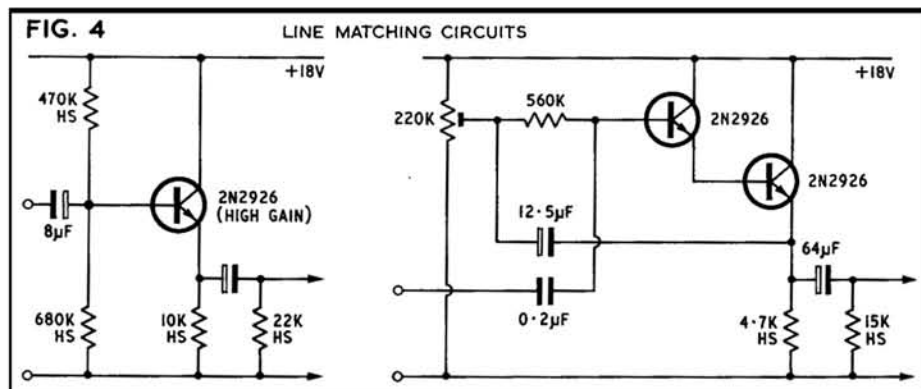 FIG. 4
LINE MATCHING CIRCUITS
+18V
470K
HS
8µF
2N2926
(HIGH GAIN)
680K
HS
10K
HS
22K
HS
+18V
220K
560K
2N2926
2N2926
12·5µF
0·2µF
64µF
4·7K
HS
15K
HS